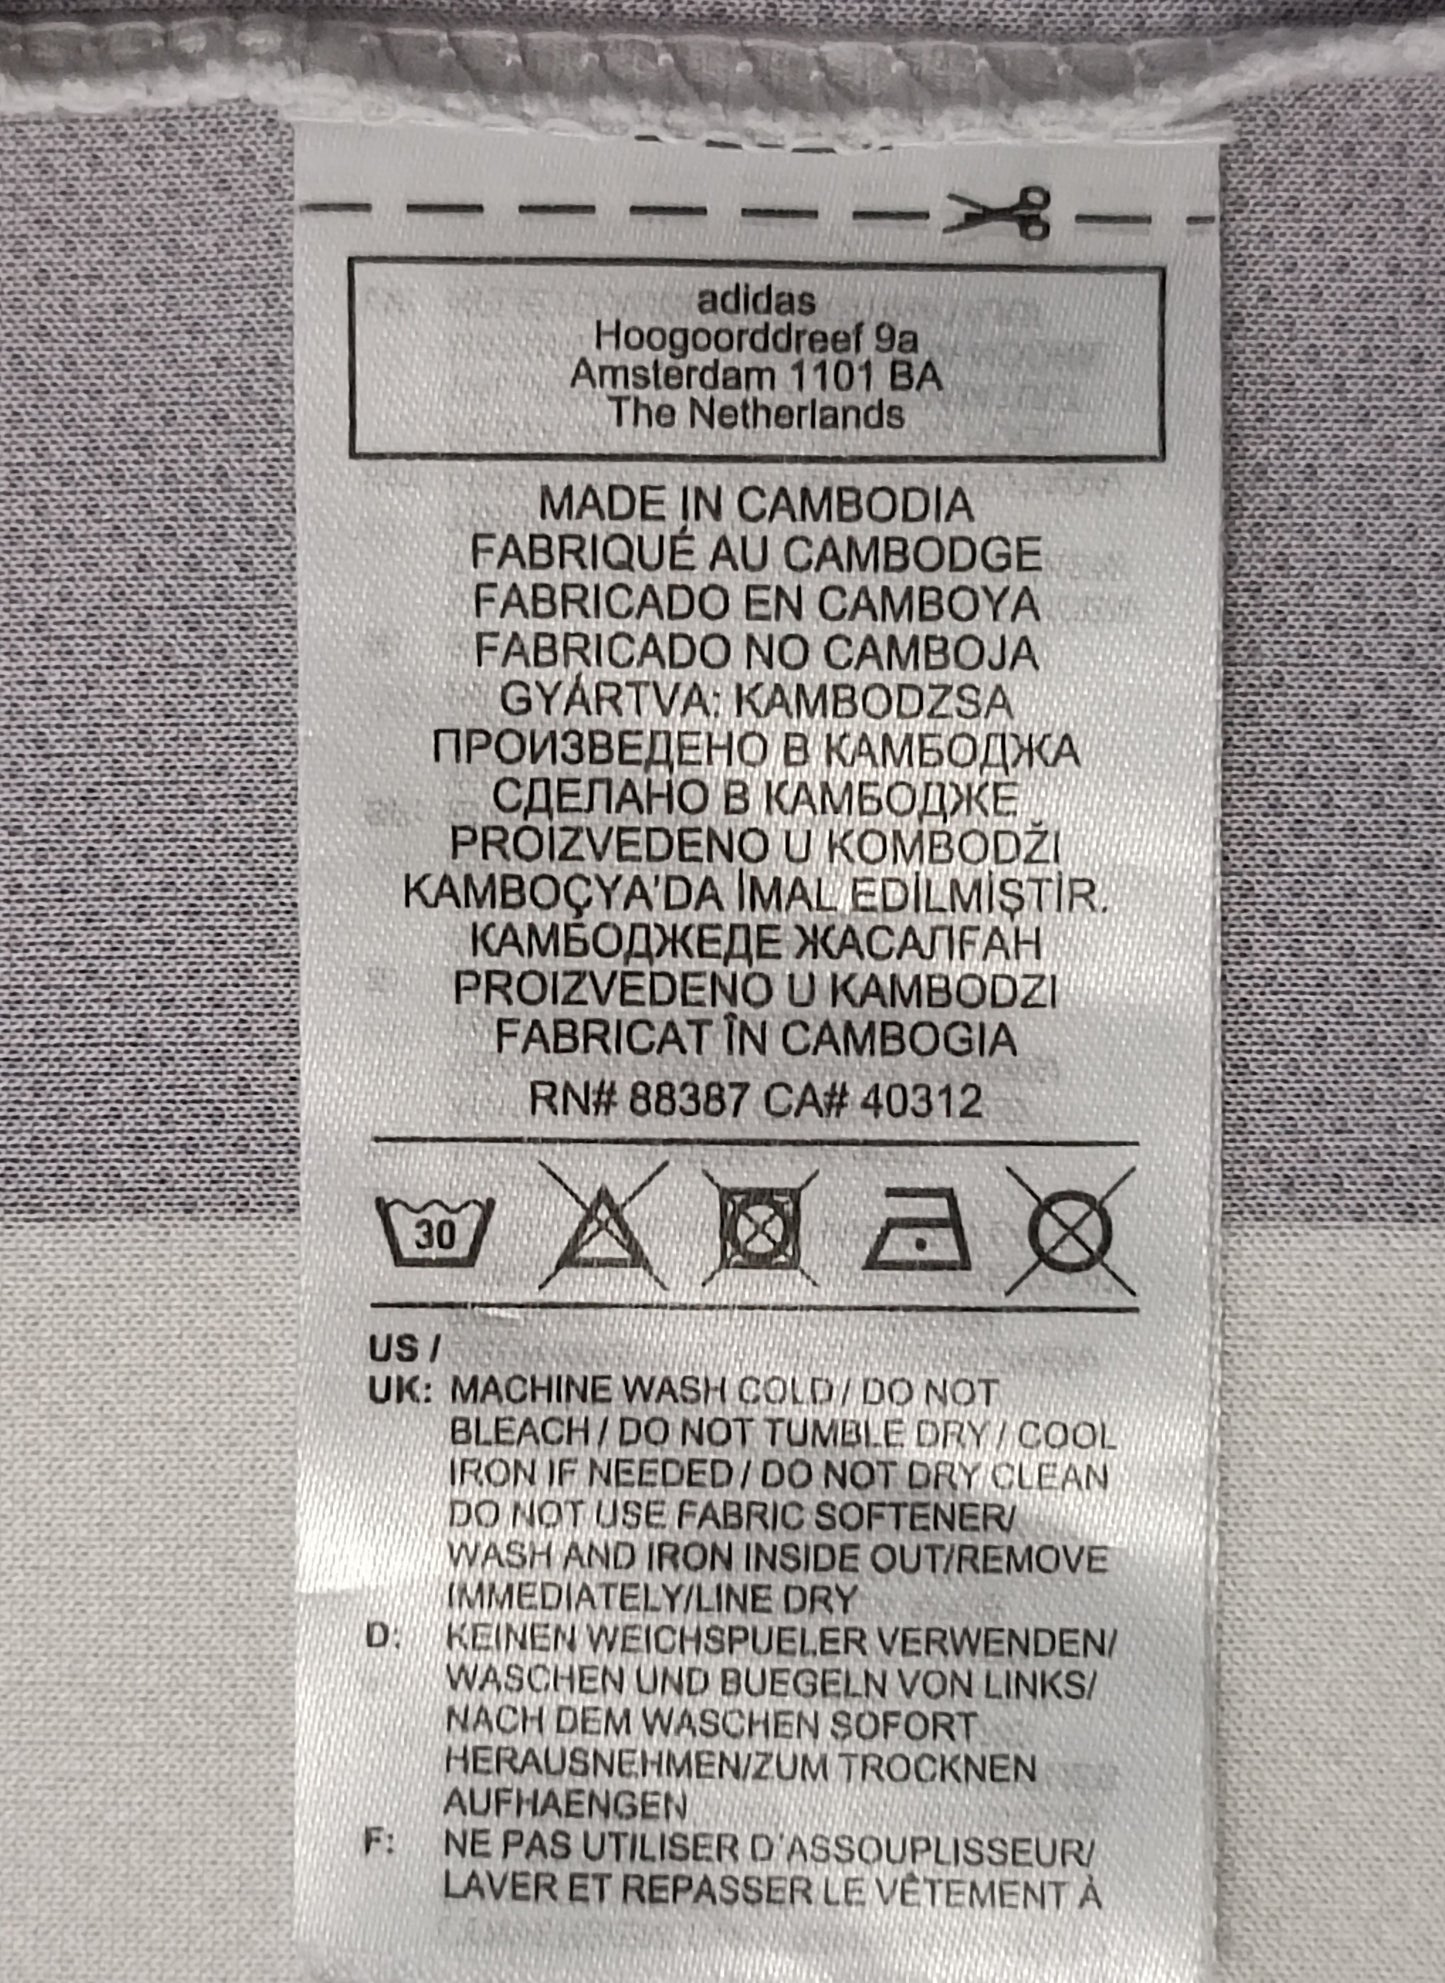 adidas
Hoogoorddreef 9a
Amsterdam 1101 BA
The Netherlands
MADE IN CAMBODIA
FABRIQUÉ AU CAMBODGE
FABRICADO EN CAMBOYA
FABRICADO NO CAMBOJA
GYÁRTVA: KAMBODZSA
ПРОИЗВЕДЕНО В КАМБОДЖА
СДЕЛАНО В КАМБОДЖЕ
PROIZVEDENO U KOMBODŽI
KAMBOÇYA'DA İMAL EDİLMİŞTİR.
КАМБОДЖЕДЕ ЖАСАЛҒАН
PROIZVEDENO U KAMBODZI
FABRICAT ÎN CAMBOGIA
RN# 88387 CA# 40312
30
US /
UK: MACHINE WASH COLD / DO NOT
BLEACH / DO NOT TUMBLE DRY / COOL
IRON IF NEEDED / DO NOT DRY CLEAN
DO NOT USE FABRIC SOFTENER/
WASH AND IRON INSIDE OUT/REMOVE
IMMEDIATELY/LINE DRY
D: KEINEN WEICHSPUELER VERWENDEN/
WASCHEN UND BUEGELN VON LINKS/
NACH DEM WASCHEN SOFORT
HERAUSNEHMEN/ZUM TROCKNEN
AUFHAENGEN
F: NE PAS UTILISER D'ASSOUPLISSEUR/
LAVER ET REPASSER LE VÊTEMENT À